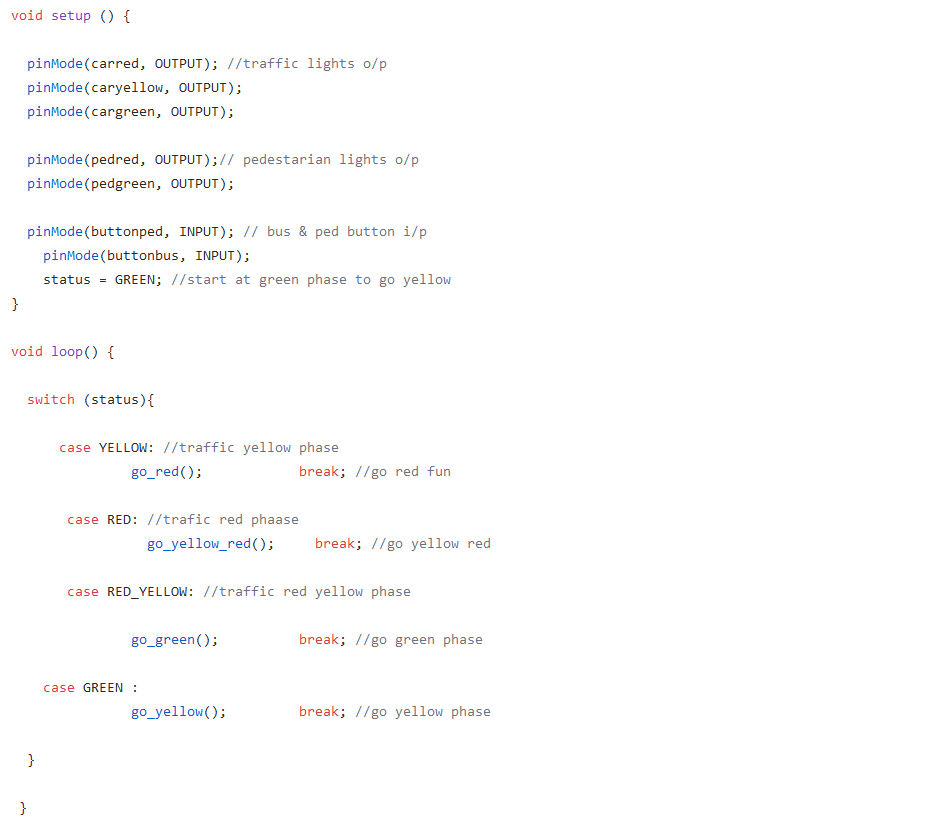 void setup () {
pinMode(carred, OUTPUT); //traffic lights o/p
pinMode(caryellow, OUTPUT);
pinMode(cargreen, OUTPUT);
pinMode(pedred, OUTPUT);// pedestarian lights o/p
pinMode(pedgreen, OUTPUT);
pinMode(buttonped, INPUT); // bus & ped button i/p
pinMode(buttonbus, INPUT);
status = GREEN; //start at green phase to go yellow
}
void loop() {
switch (status){
case YELLOW: //traffic yellow phase
go_red(); break; //go red fun
case RED: //trafic red phaase
go_yellow_red(); break; //go yellow red
case RED_YELLOW: //traffic red yellow phase
go_green(); break; //go green phase
case GREEN :
go_yellow(); break; //go yellow phase
}
}